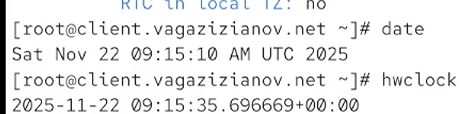 RTC in local TZ: no
[root@client.vagazizianov.net ~]# date
Sat Nov 22 09:15:10 AM UTC 2025
[root@client.vagazizianov.net ~]# hwclock
2025-11-22 09:15:35.696669+00:00